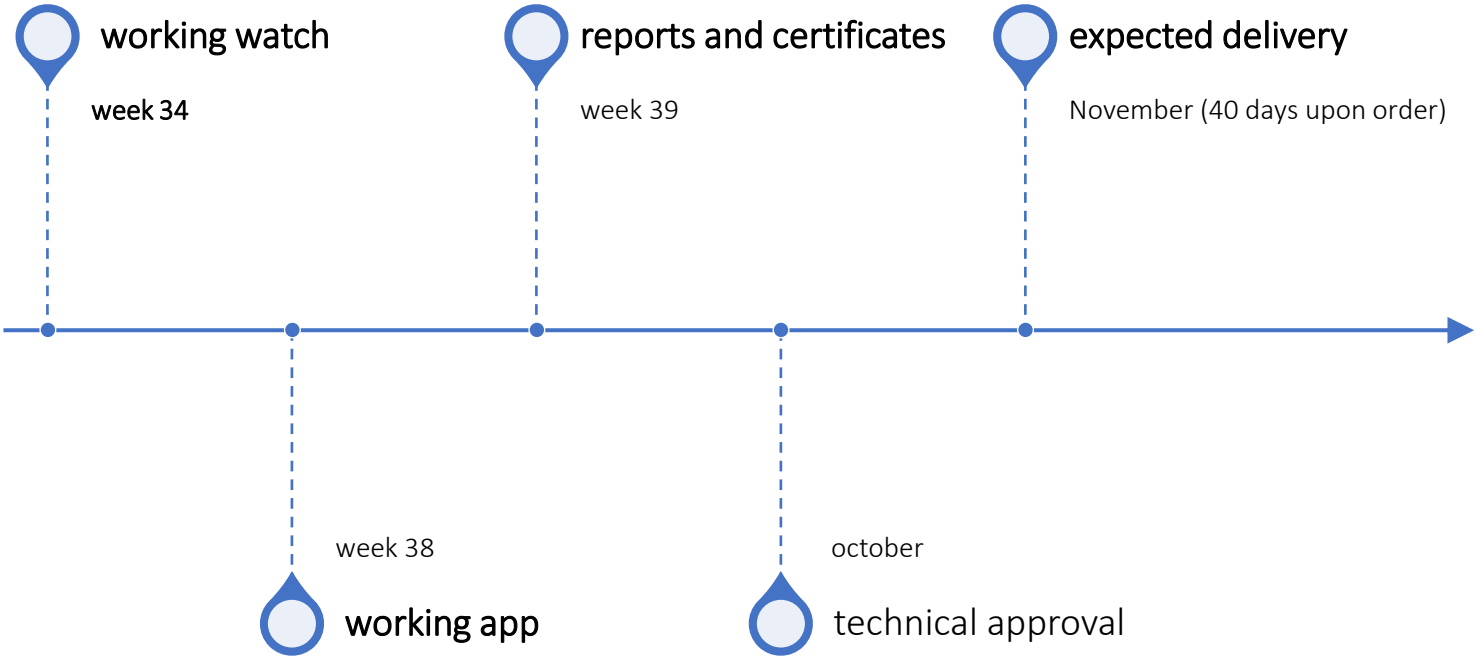 working watch
week 34
reports and certificates
week 39
expected delivery
November (40 days upon order)
week 38
working app
october
technical approval